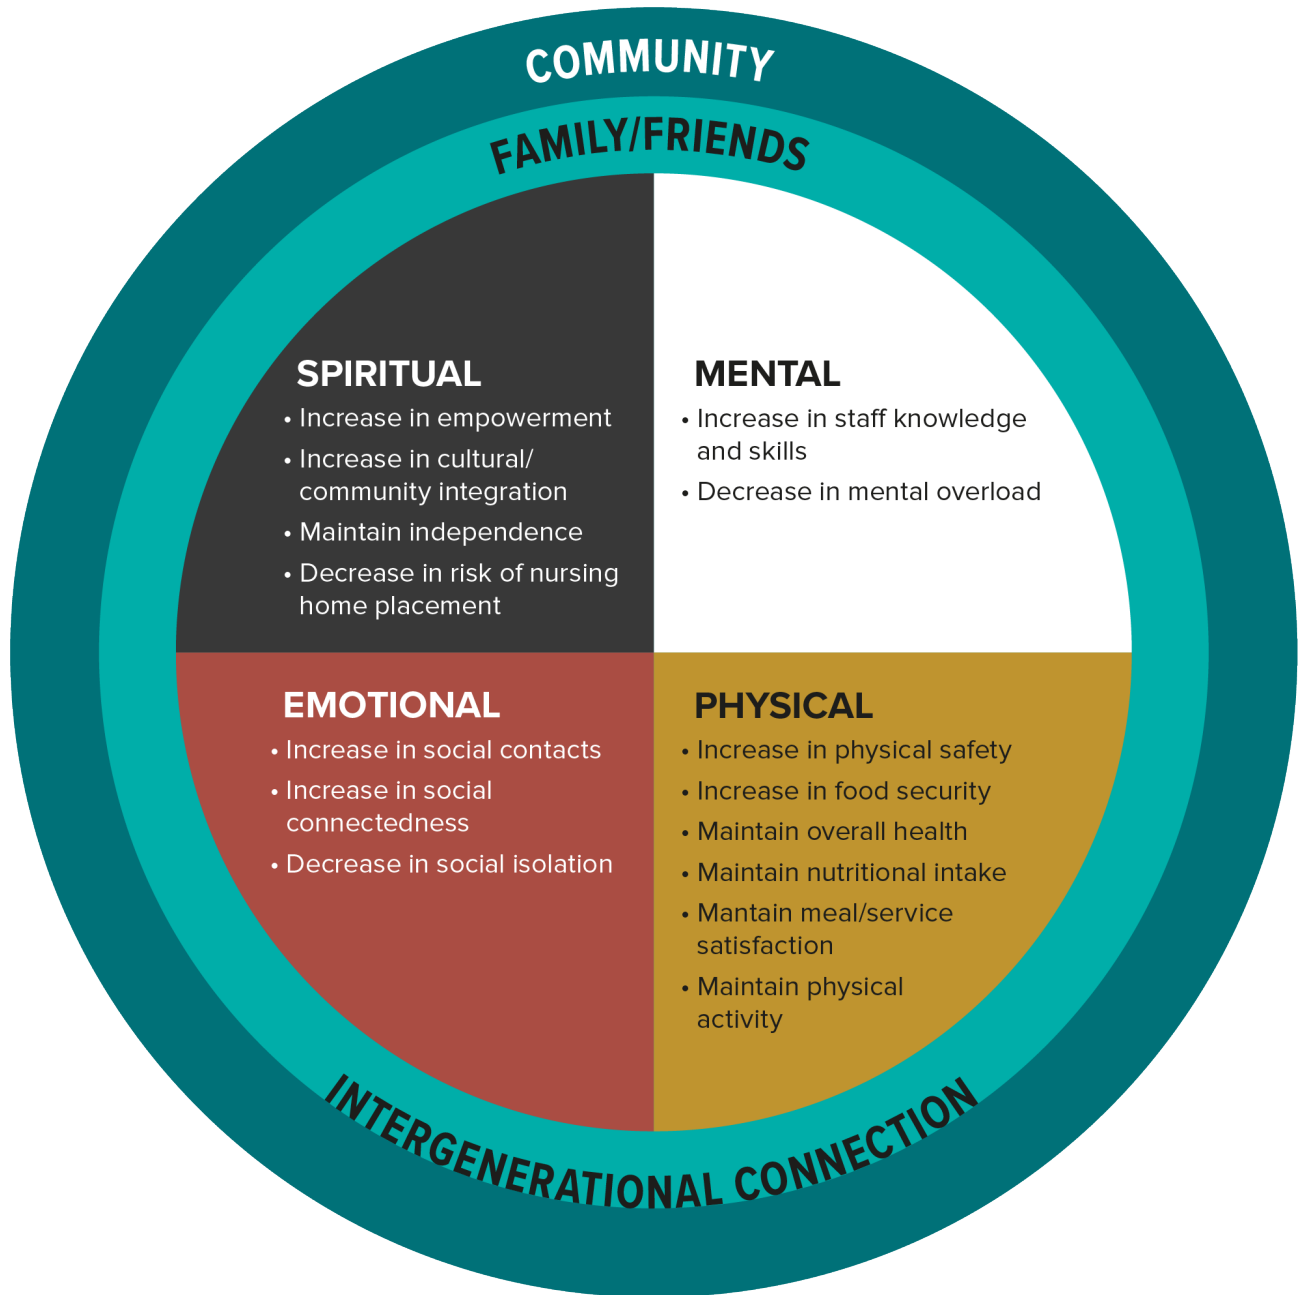 COMMUNITY
FAMILY/FRIENDS
SPIRITUAL
• Increase in empowerment
• Increase in cultural/
community integration
• Maintain independence
• Decrease in risk of nursing
home placement
MENTAL
• Increase in staff knowledge
and skills
• Decrease in mental overload
EMOTIONAL
• Increase in social contacts
• Increase in social
connectedness
• Decrease in social isolation
PHYSICAL
• Increase in physical safety
• Increase in food security
• Maintain overall health
• Maintain nutritional intake
• Mantain meal/service
satisfaction
• Maintain physical
activity
INTERGENERATIONAL CONNECTION